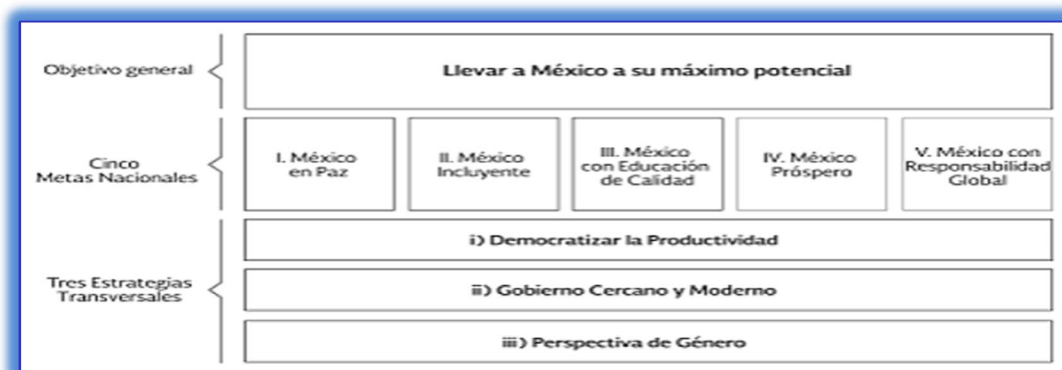 Objetivo general
Llevar a México a su máximo potencial
Cinco
Metas Nacionales
I. México
en Paz
II. México
Incluyente
III. México
con Educación
de Calidad
IV. México
Próspero
V. México con
Responsabilidad
Global
Tres Estrategias
Transversales
i) Democratizar la Productividad
ii) Gobierno Cercano y Moderno
iii) Perspectiva de Género